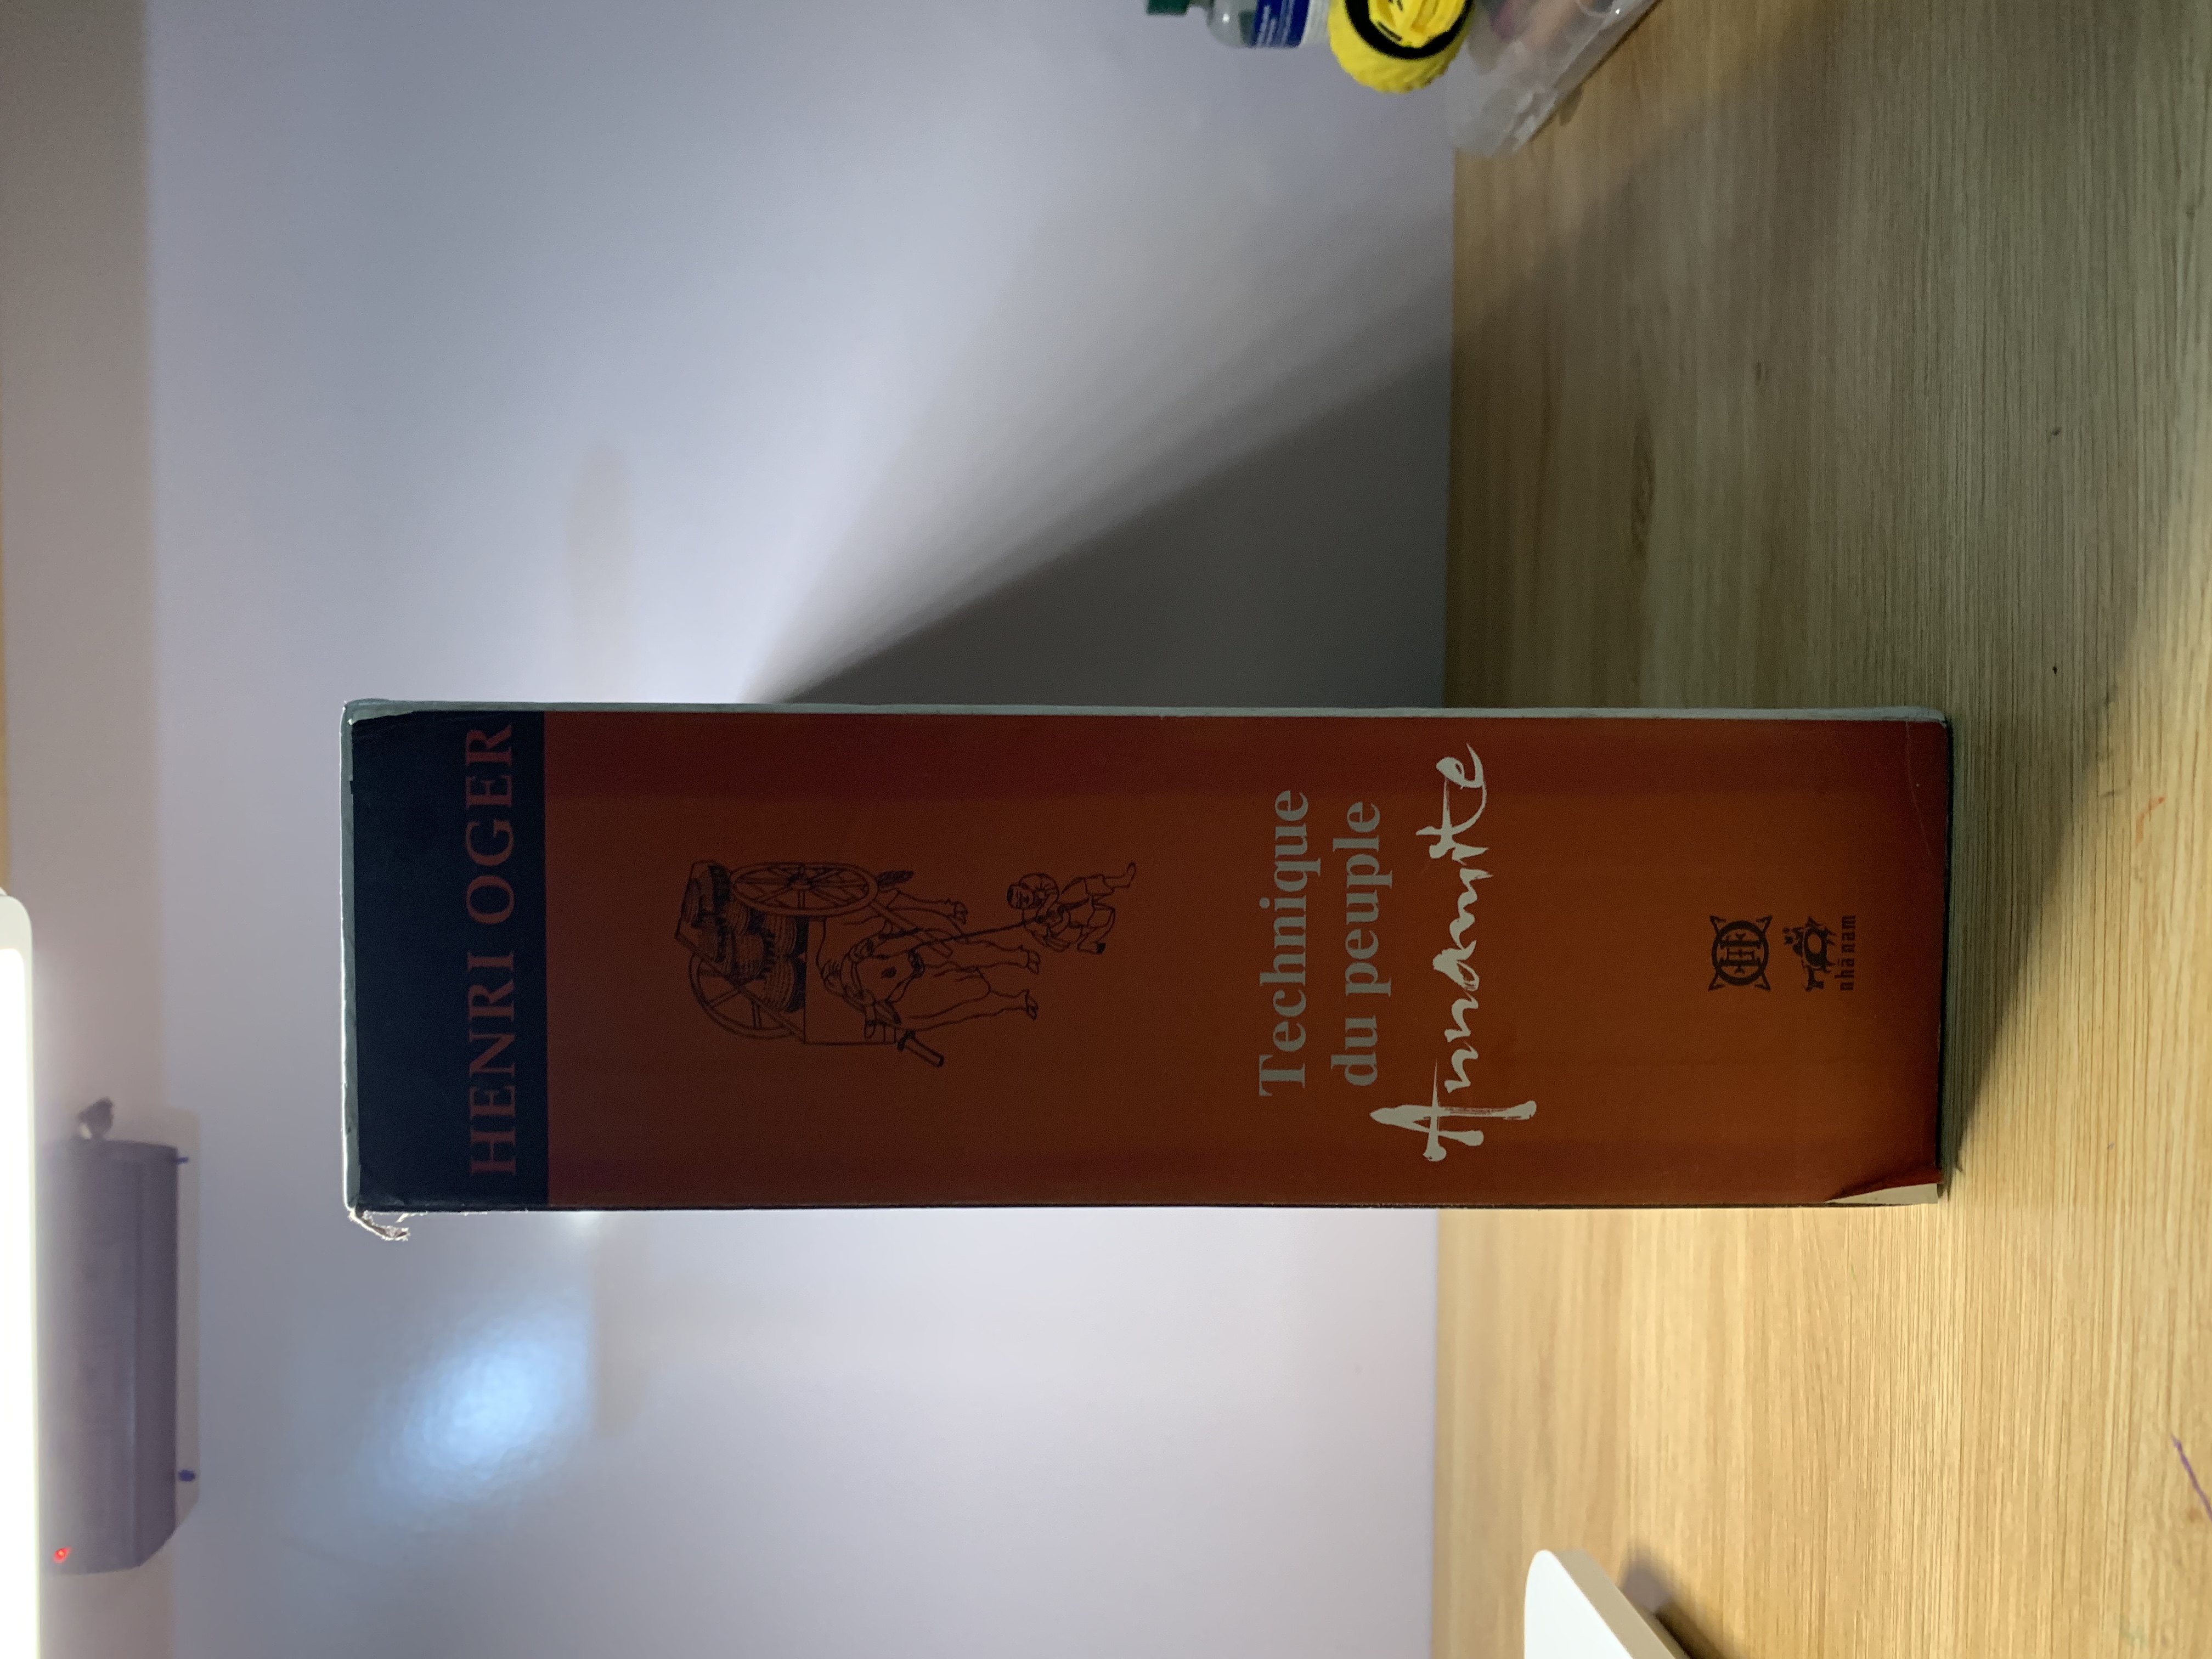 HENRI OGER
Technique
du peuple
Annamite
nhã nam